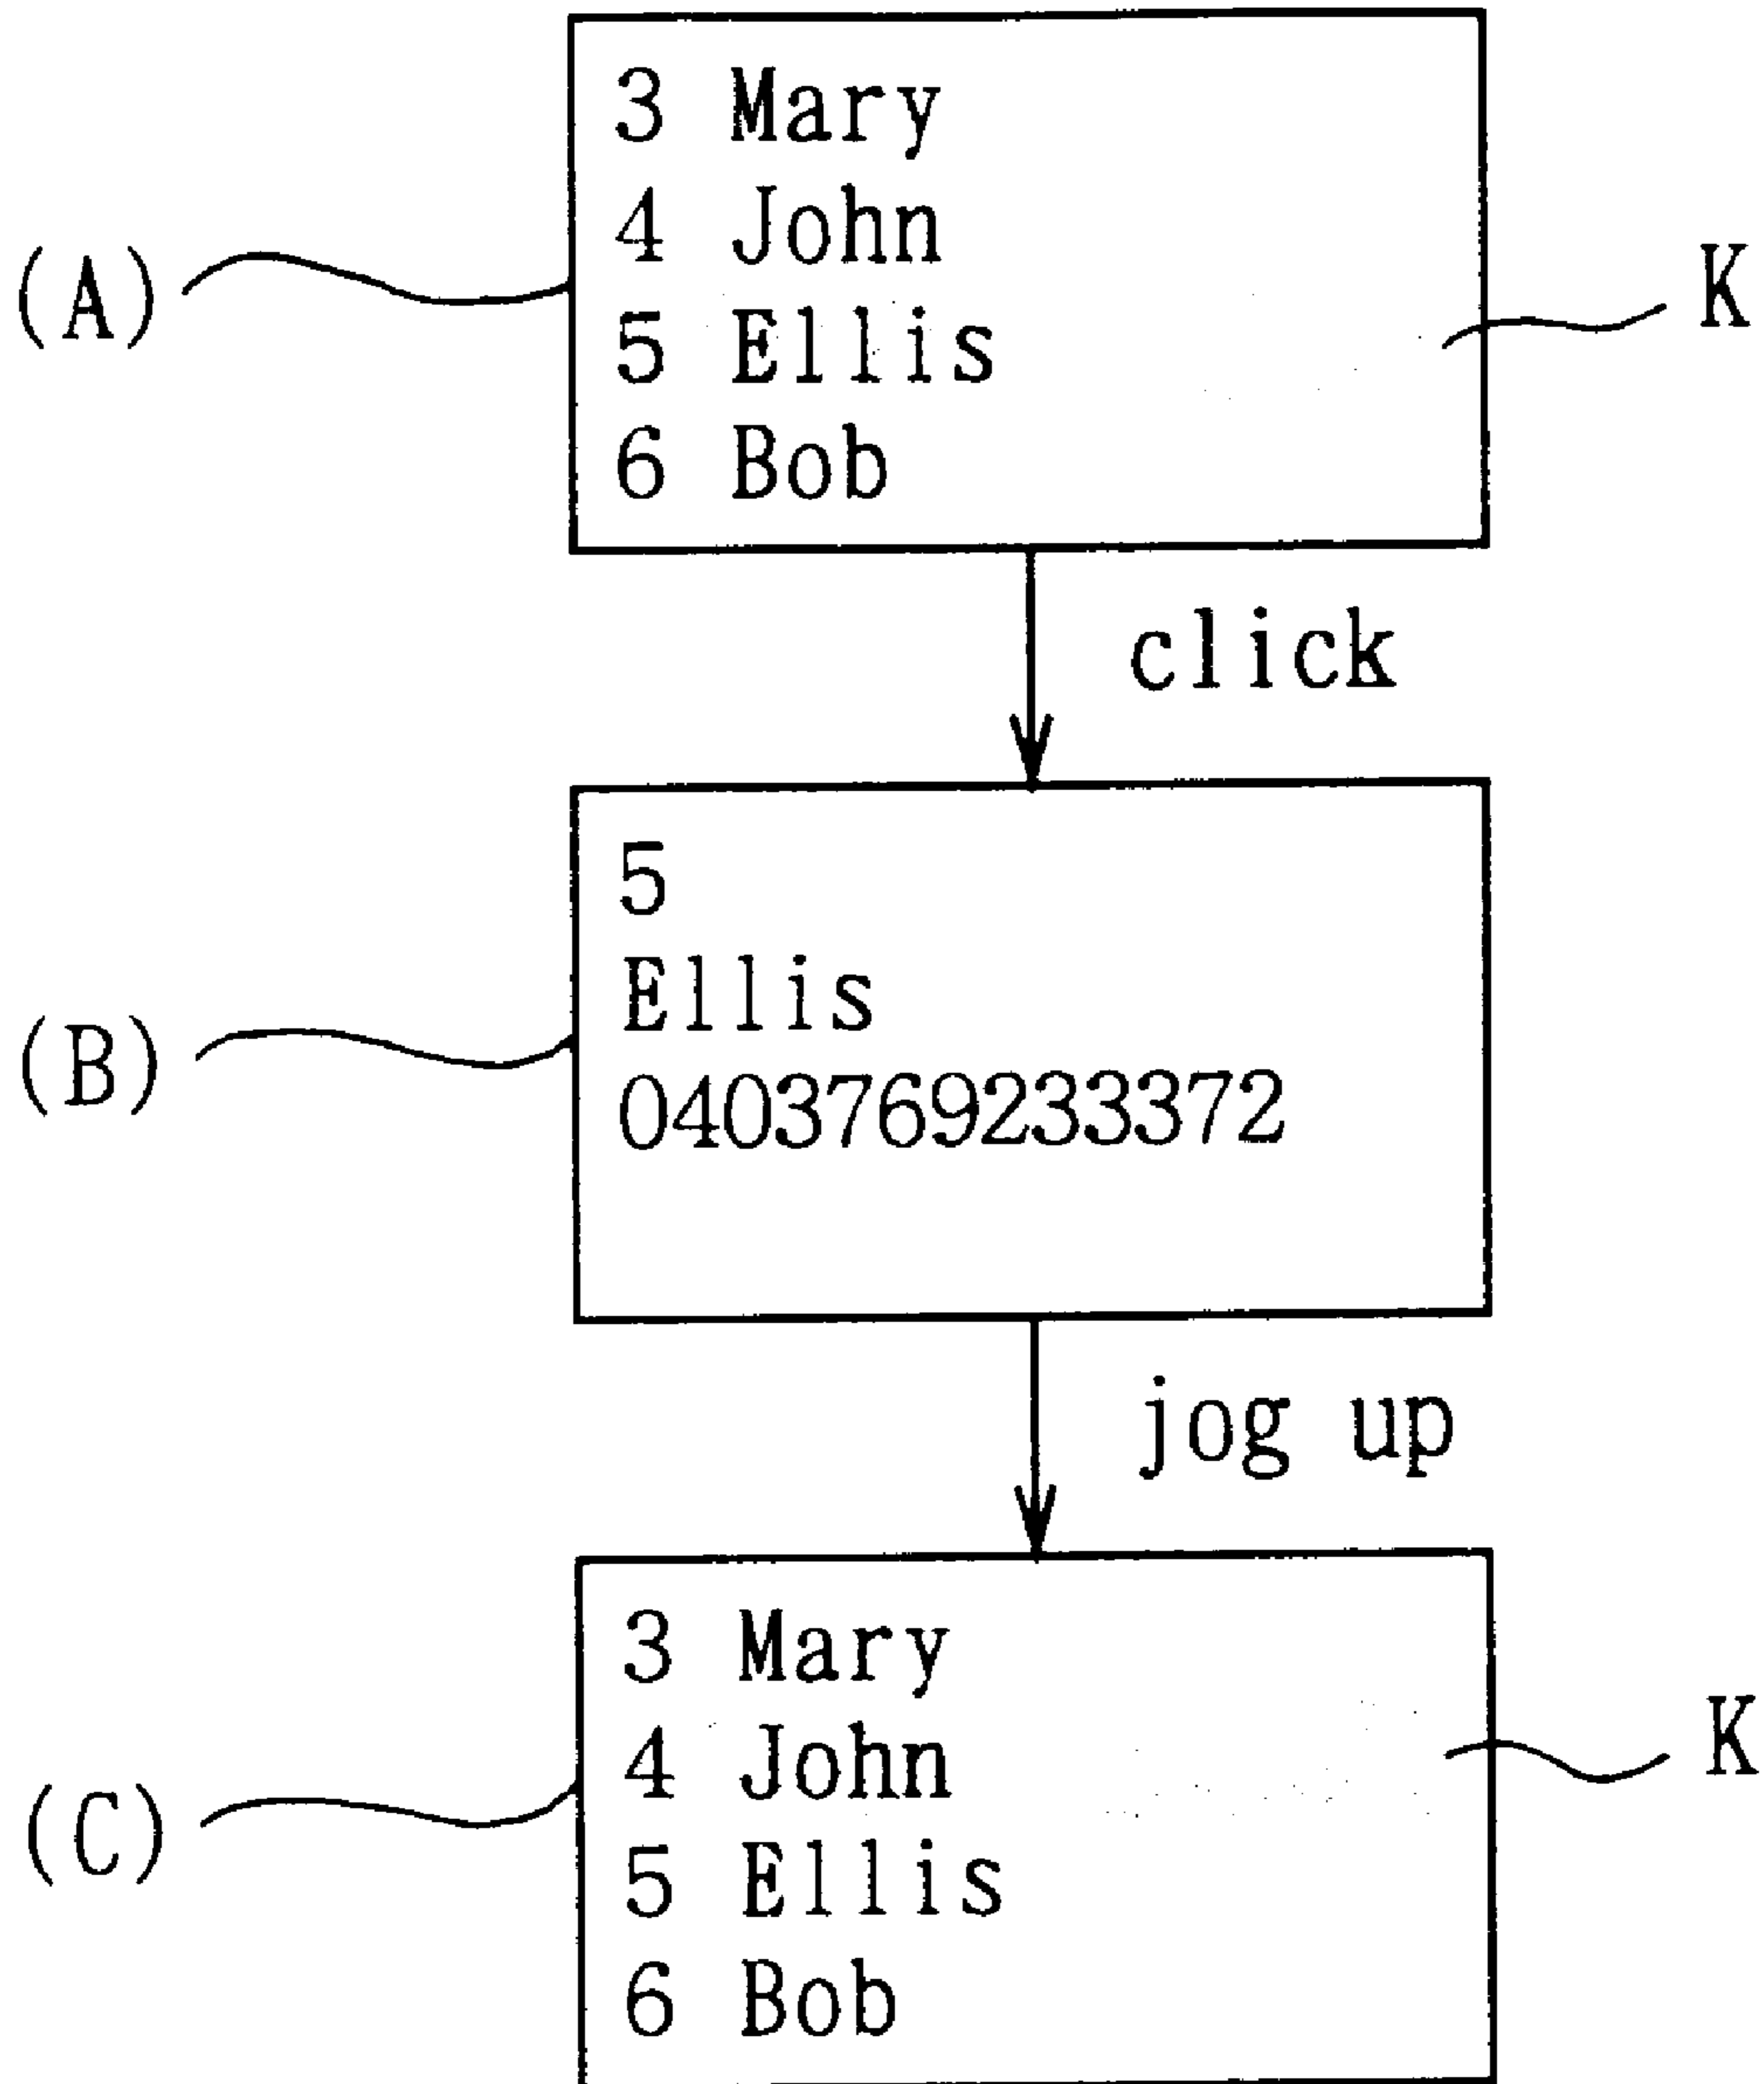 3 Mary
4 John
(A)
K
5 Ellis
6 Bob
click
5
Ellis
(B)
0403769233372
jog up
3 Mary
K
4 John
(C)
5 Ellis
6 Bob